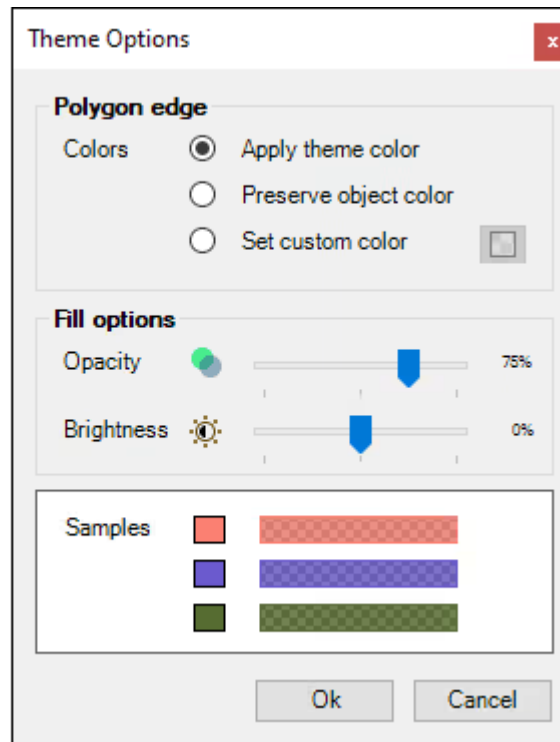 Theme Options
x
Polygon edge
Colors
Apply theme color
Preserve object color
Set custom color
Fill options
Opacity 75%
Brightness 0%
Samples
Ok Cancel